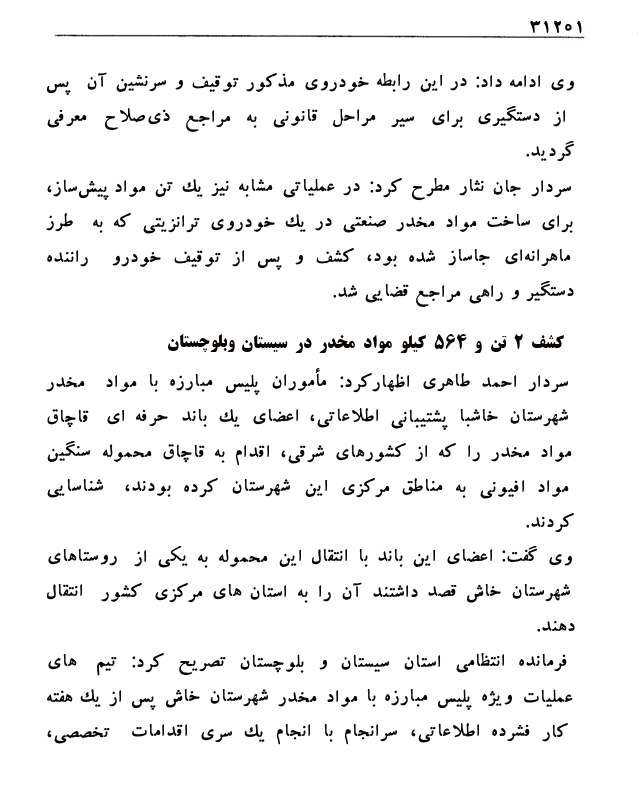 ۳۱۲۵۱
وی ادامه داد: در این رابطه خودروی مذکور توقیف و سرنشین آن پس
از دستگیری برای سیر مراحل قانونی به مراجع ذی‌صلاح معرفی
گردید.
سردار جان نثار مطرح کرد: در عملیاتی مشابه نیز یك تن مواد پیش‌ساز،
برای ساخت مواد مخدر صنعتی در یك خودروی ترانزیتی که به طرز
ماهرانه‌ای جاساز شده بود، کشف و پس از توقیف خودرو راننده
دستگیر و راهی مراجع قضایی شد.
کشف ۲ تن و ۵۶۴ کیلو مواد مخدر در سیستان وبلوچستان
سردار احمد طاهری اظهارکرد: مأموران پلیس مبارزه با مواد مخدر
شهرستان خاشبا پشتیبانی اطلاعاتی، اعضای یك باند حرفه ای قاچاق
مواد مخدر را که از کشورهای شرقی، اقدام به قاچاق محموله سنگین
مواد افیونی به مناطق مرکزی این شهرستان کرده بودند، شناسایی
کردند.
وی گفت: اعضای این باند با انتقال این محموله به یکی از روستاهای
شهرستان خاش قصد داشتند آن را به استان های مرکزی کشور انتقال
دهند.
فرمانده انتظامی استان سیستان و بلوچستان تصریح کرد: تیم های
عملیات ویژه پلیس مبارزه با مواد مخدر شهرستان خاش پس از یك هفته
کار فشرده اطلاعاتی، سرانجام با انجام یك سری اقدامات تخصصی،